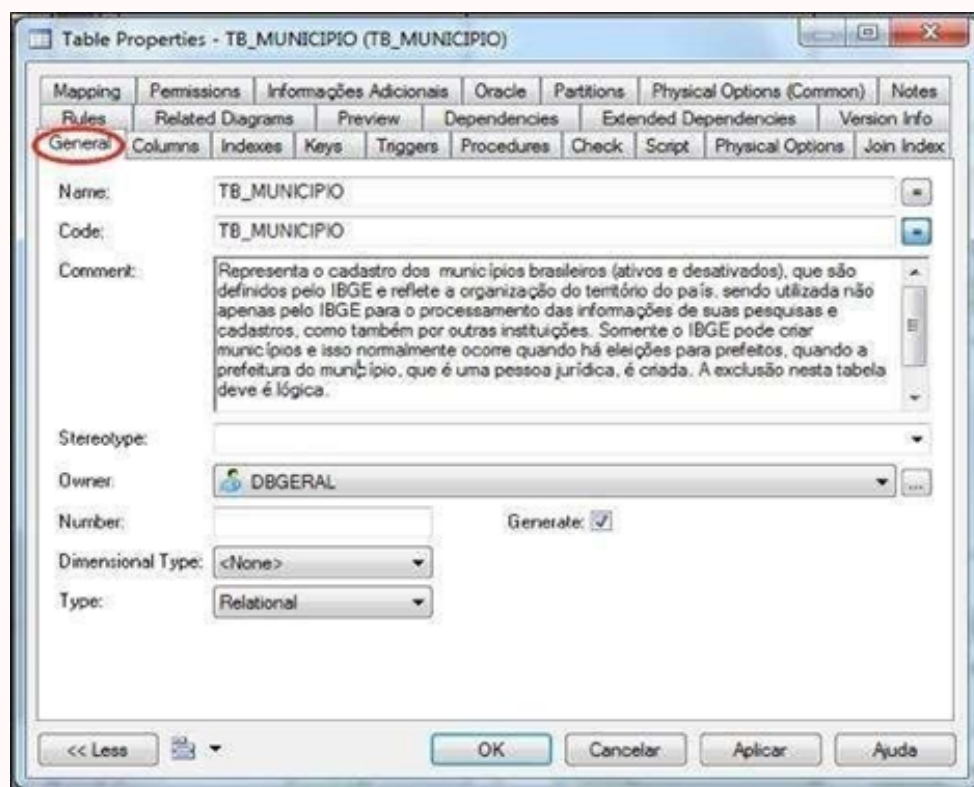 Table Properties - TB_MUNICIPIO (TB_MUNICIPIO)
Mapping Permissions Informações Adicionais Oracle Partitions Physical Options (Common) Notes
Rules Related Diagrams Preview Dependencies Extended Dependencies Version Info
General Columns Indexes Keys Triggers Procedures Check Script Physical Options Join Index
Name: TB_MUNICIPIO =
Code: TB_MUNICIPIO =
Comment: Representa o cadastro dos municípios brasileiros (ativos e desativados), que são
definidos pelo IBGE e reflete a organização do território do país, sendo utilizada não
apenas pelo IBGE para o processamento das informações de suas pesquisas e
cadastros, como também por outras instituições. Somente o IBGE pode criar
municípios e isso normalmente ocorre quando há eleições para prefeitos, quando a
prefeitura do município, que é uma pessoa jurídica, é criada. A exclusão nesta tabela
deve é lógica.
Stereotype:
Owner: DBGERAL ...
Number: Generate:
Dimensional Type: <None>
Type: Relational
<< Less OK Cancelar Aplicar Ajuda